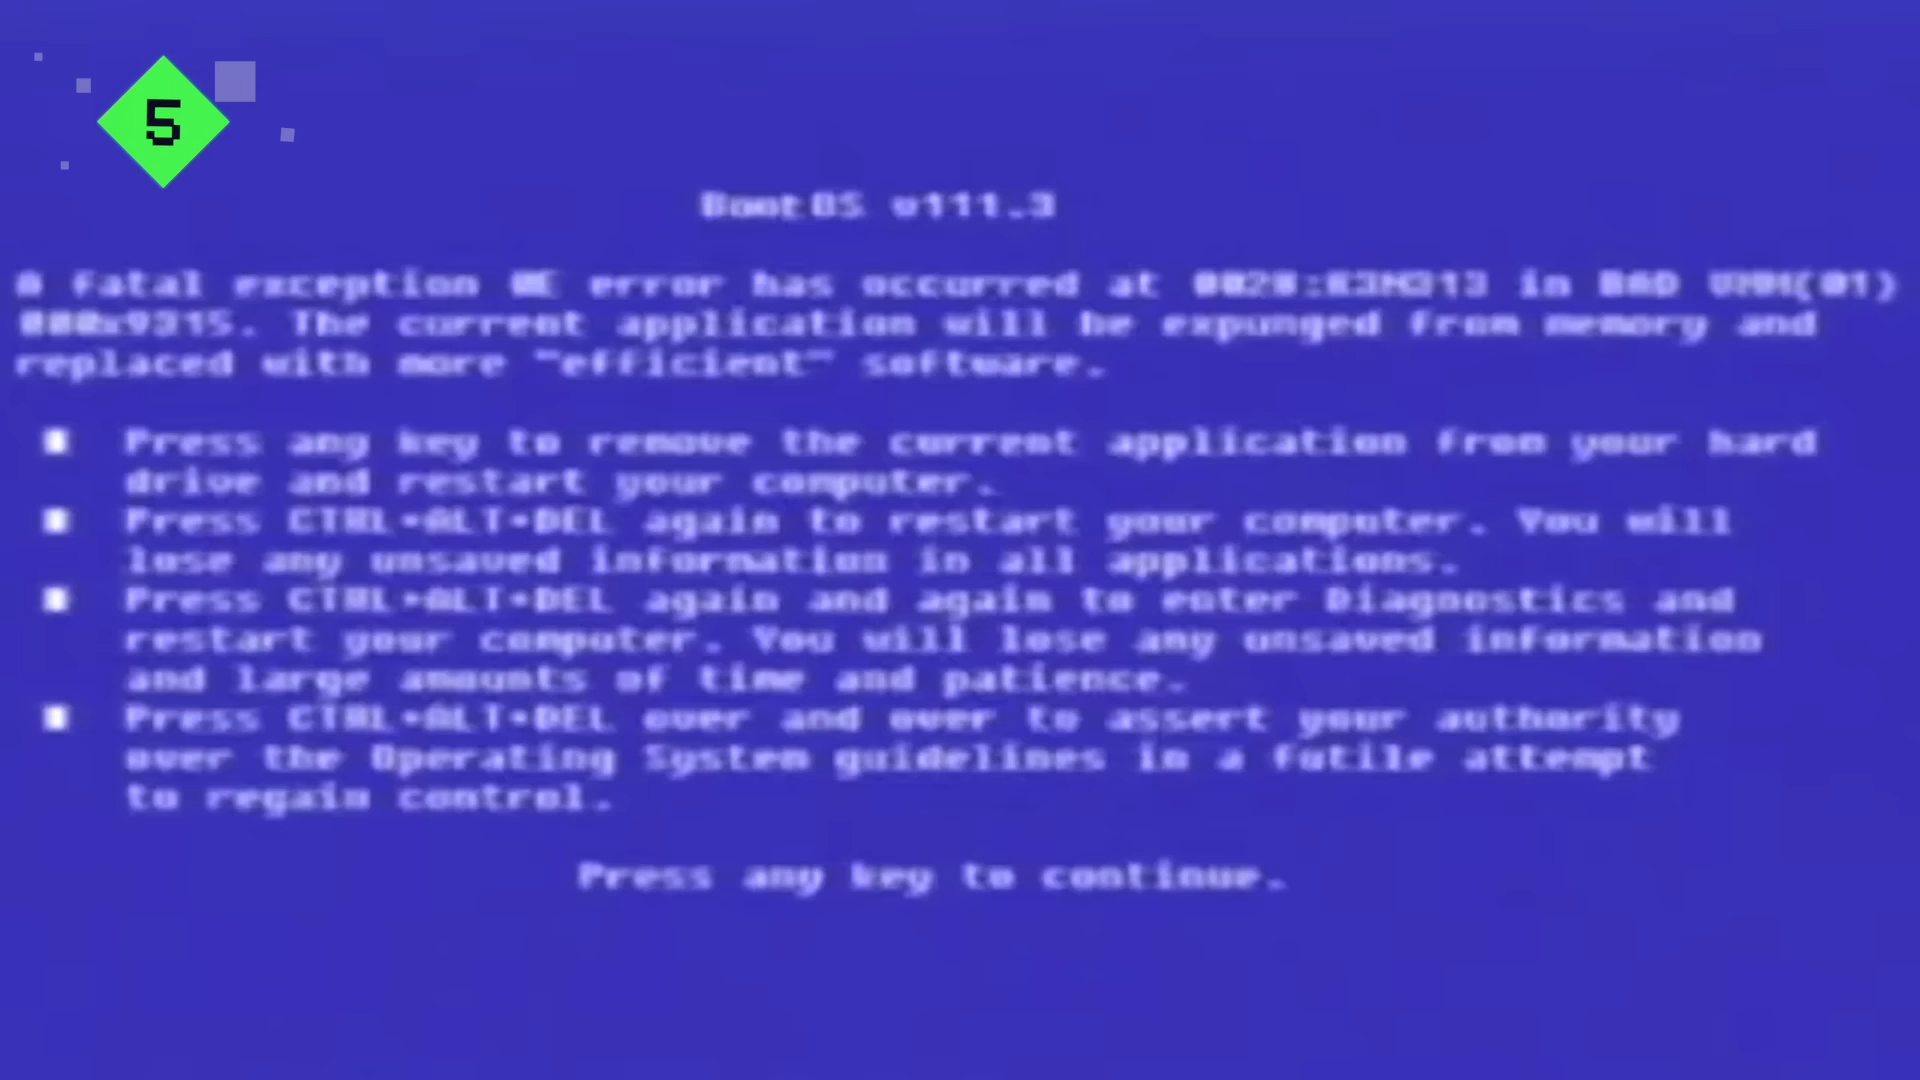 5
BootOS v111.3
A fatal exception 0E error has occurred at in BAD VMM(01)
The current application will be expunged from memory and
replaced with more "efficient" software.
Press any key to remove the current application from your hard
drive and restart your computer.
Press CTRL+ALT+DEL again to restart your computer. You will
lose any unsaved information in all applications.
Press CTRL+ALT+DEL again and again to enter Diagnostics and
restart your computer. You will lose any unsaved information
and large amounts of time and patience.
Press CTRL+ALT+DEL over and over to assert your authority
over the Operating System guidelines in a futile attempt
to regain control.
Press any key to continue.